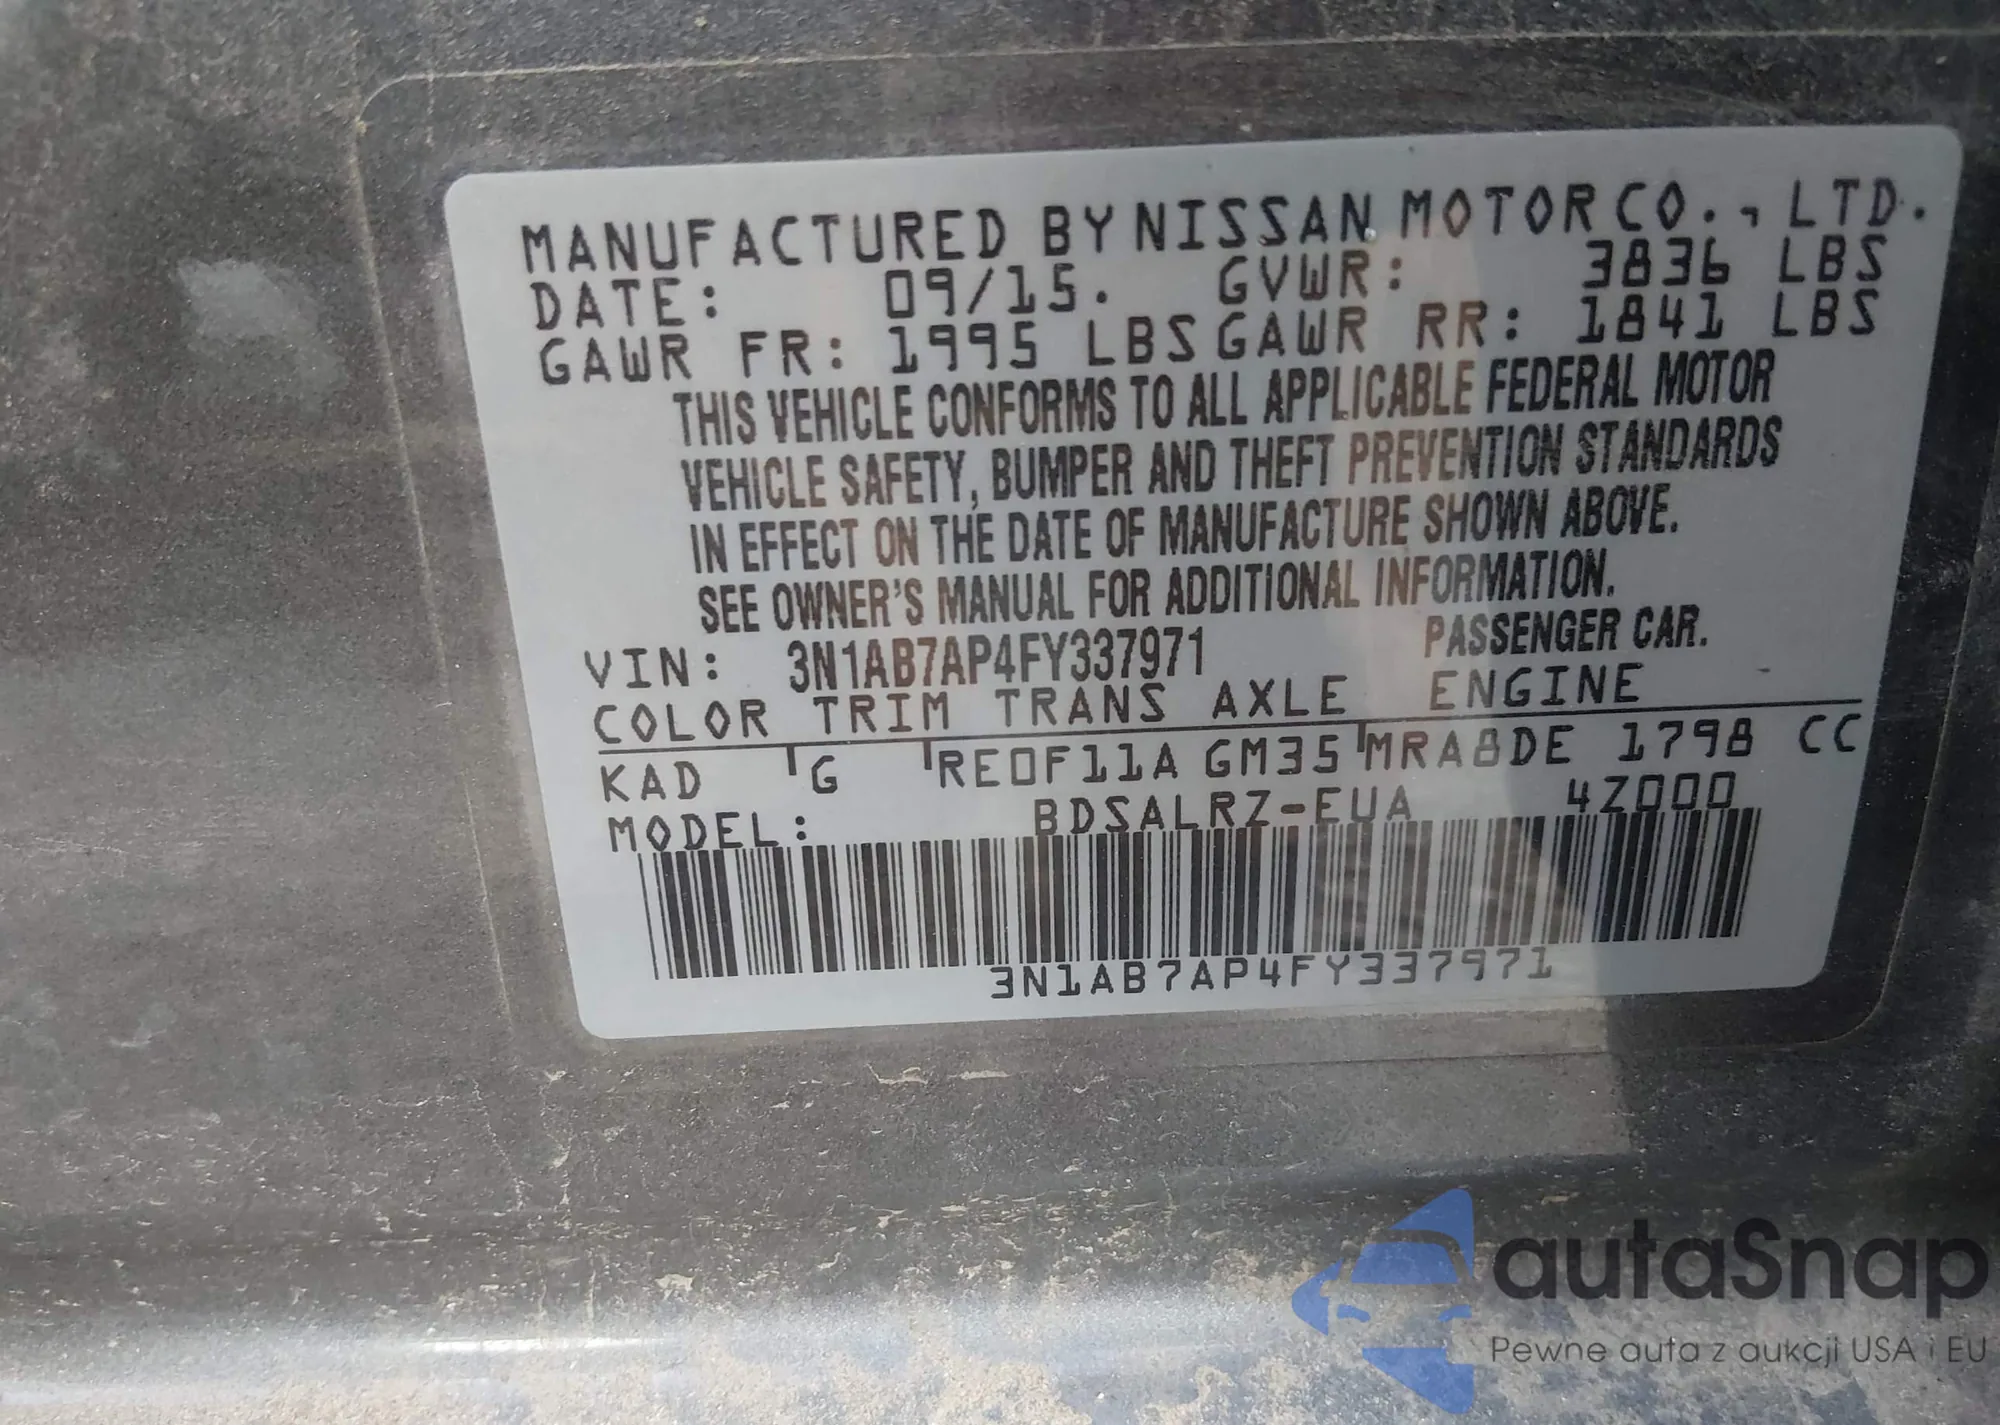 MANUFACTURED BY NISSAN MOTOR CO., LTD.
DATE: 09/15. GVWR: 3836 LBS
GAWR FR: 1995 LBS GAWR RR: 1841 LBS
THIS VEHICLE CONFORMS TO ALL APPLICABLE FEDERAL MOTOR
VEHICLE SAFETY, BUMPER AND THEFT PREVENTION STANDARDS
IN EFFECT ON THE DATE OF MANUFACTURE SHOWN ABOVE.
SEE OWNER'S MANUAL FOR ADDITIONAL INFORMATION.
VIN: 3N1AB7AP4FY337971 PASSENGER CAR.
COLOR TRIM TRANS AXLE ENGINE
KAD G RE0F11A GM35 MRA8DE 1798 CC
MODEL: BDSALRZ-EUA 4Z000
3N1AB7AP4FY337971
autaSnap
Pewne auta z aukcji USA i EU